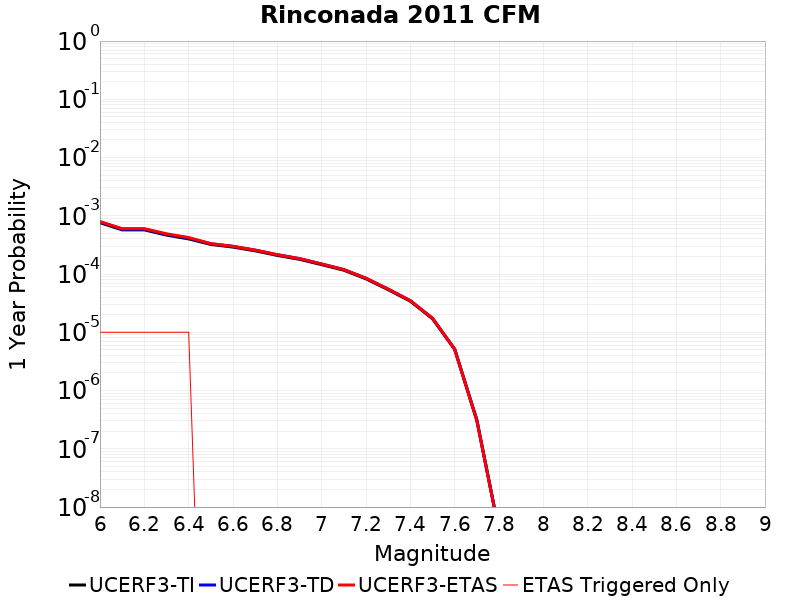 Rinconada 2011 CFM
1 Year Probability
10^0
10^-1
10^-2
10^-3
10^-4
10^-5
10^-6
10^-7
10^-8
6 6.2 6.4 6.6 6.8 7 7.2 7.4 7.6 7.8 8 8.2 8.4 8.6 8.8 9
Magnitude
UCERF3-TI UCERF3-TD UCERF3-ETAS ETAS Triggered Only